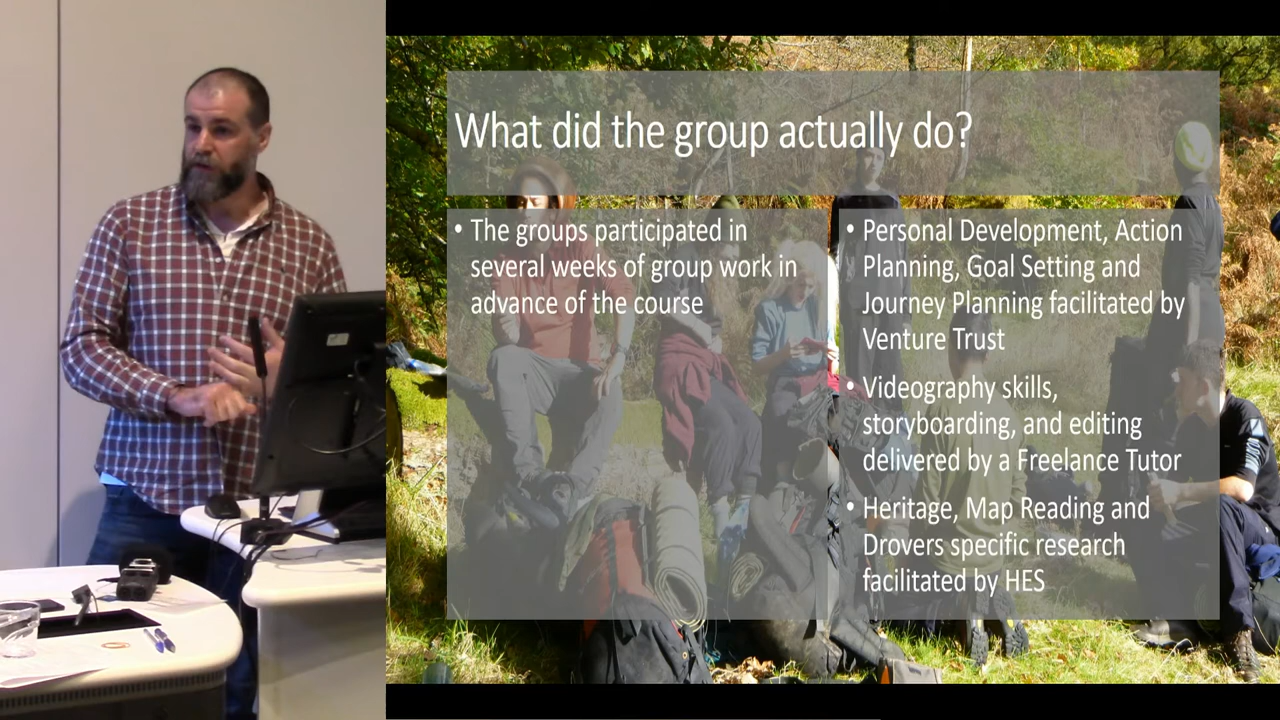 What did the group actually do?
• The groups participated in
several weeks of group work in
advance of the course
• Personal Development, Action
Planning, Goal Setting and
Journey Planning facilitated by
Venture Trust
• Videography skills,
storyboarding, and editing
delivered by a Freelance Tutor
• Heritage, Map Reading and
Drovers specific research
facilitated by HES